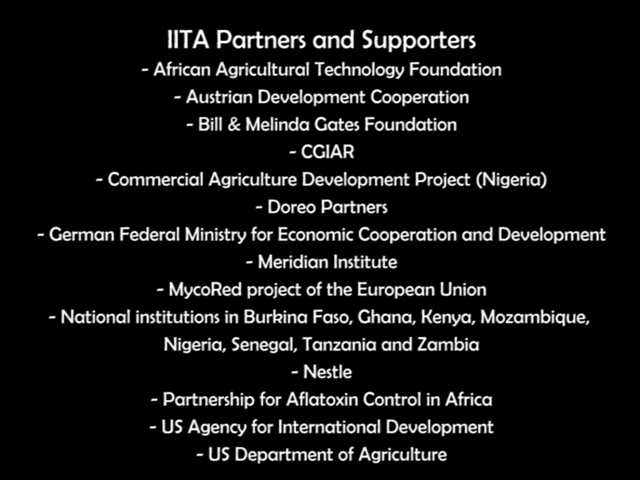 IITA Partners and Supporters
- African Agricultural Technology Foundation
- Austrian Development Cooperation
- Bill & Melinda Gates Foundation
- CGIAR
- Commercial Agriculture Development Project (Nigeria)
- Doreo Partners
- German Federal Ministry for Economic Cooperation and Development
- Meridian Institute
- MycoRed project of the European Union
- National institutions in Burkina Faso, Ghana, Kenya, Mozambique,
Nigeria, Senegal, Tanzania and Zambia
- Nestle
- Partnership for Aflatoxin Control in Africa
- US Agency for International Development
- US Department of Agriculture